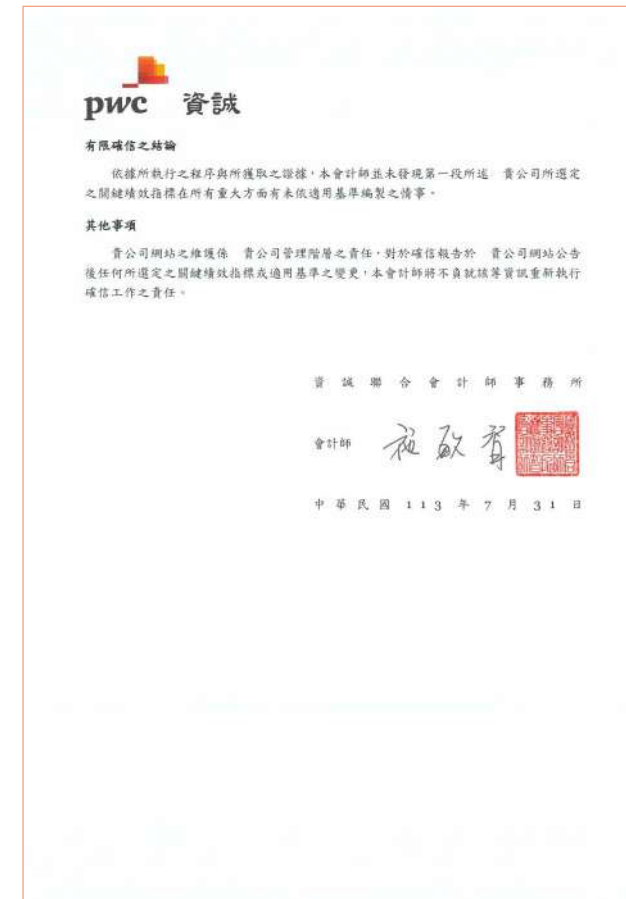 pwc 資誠
有限確信之結論
依據所執行之程序與所獲取之證據，本會計師並未發現第一段所述 貴公司所選定
之關鍵績效指標在所有重大方面有未依適用基準編製之情事。
其他事項
貴公司網站之維護係 貴公司管理階層之責任，對於確信報告於 貴公司網站公告
後任何所選定之關鍵績效指標或適用基準之變更，本會計師將不負就該等資訊重新執行
確信工作之責任。
資誠聯合會計師事務所
會計師
中華民國 113 年 7 月 31 日